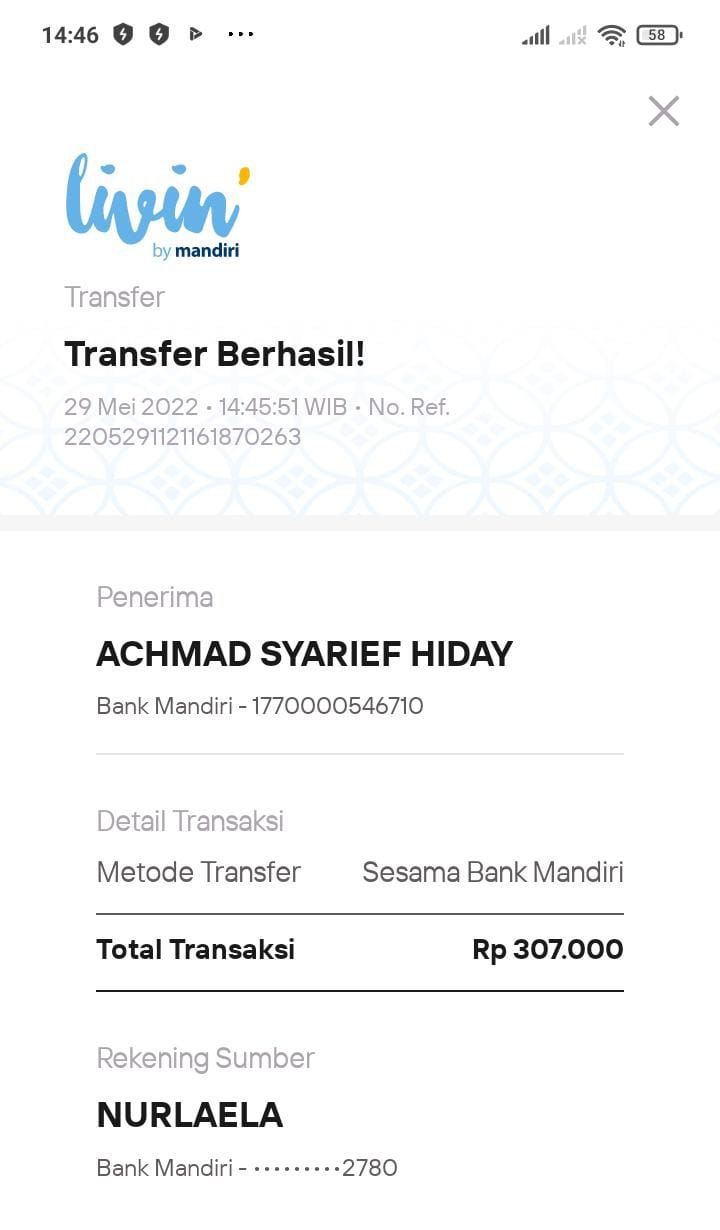 14:46
58
livin'
by mandiri
Transfer
Transfer Berhasil!
29 Mei 2022 • 14:45:51 WIB • No. Ref.
2205291121161870263
Penerima
ACHMAD SYARIEF HIDAY
Bank Mandiri - 1770000546710
Detail Transaksi
Metode Transfer Sesama Bank Mandiri
Total Transaksi Rp 307.000
Rekening Sumber
NURLAELA
Bank Mandiri - •••••••••2780